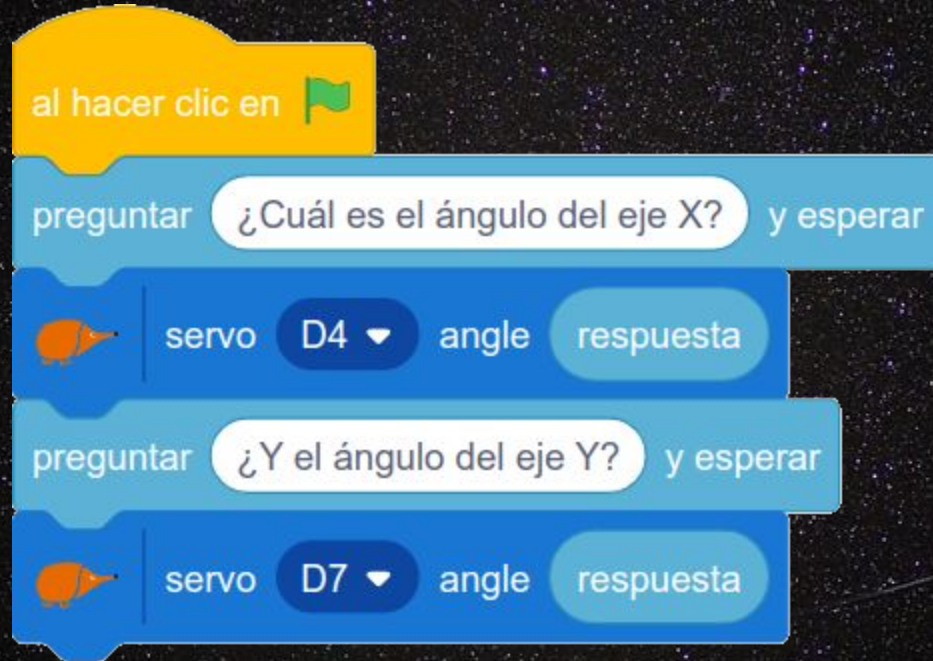 al hacer clic en
preguntar ¿Cuál es el ángulo del eje X? y esperar
servo D4 angle respuesta
preguntar ¿Y el ángulo del eje Y? y esperar
servo D7 angle respuesta